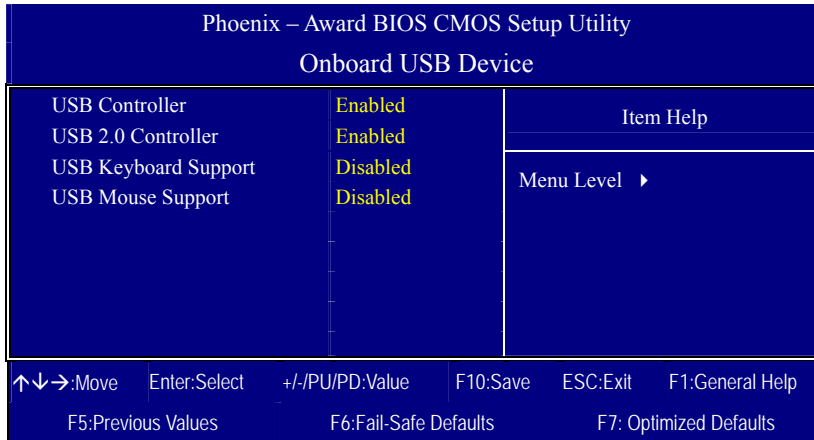 Phoenix – Award BIOS CMOS Setup Utility
Onboard USB Device
USB Controller Enabled
USB 2.0 Controller Enabled
USB Keyboard Support Disabled
USB Mouse Support Disabled
Item Help
Menu Level ▸
↑↓→:Move Enter:Select +/-/PU/PD:Value F10:Save ESC:Exit F1:General Help
F5:Previous Values F6:Fail-Safe Defaults F7: Optimized Defaults